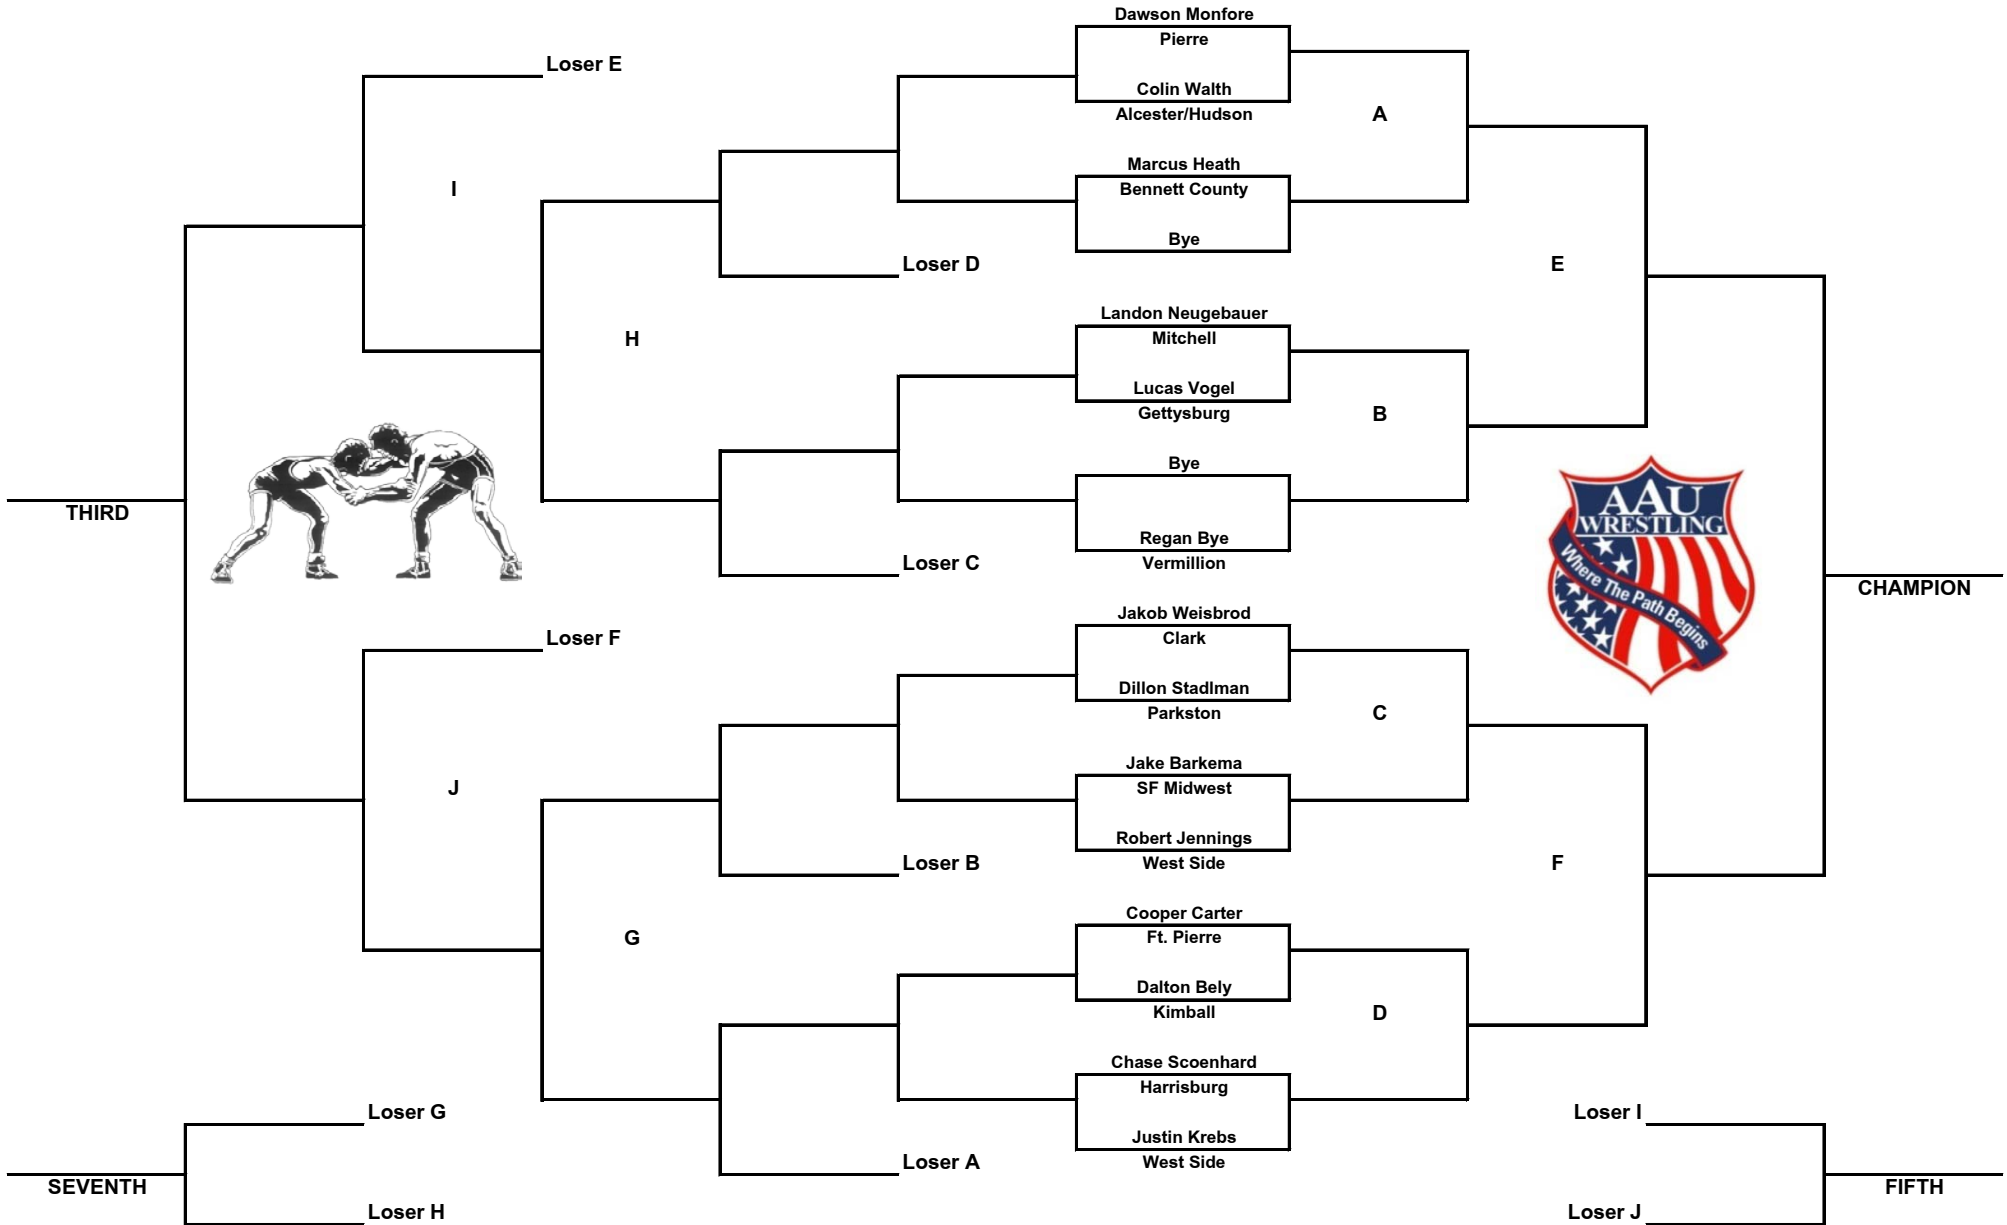 Dawson Monfore
Pierre
Loser E
Colin Walth
Alcester/Hudson
A
Marcus Heath
I
Bennett County
Bye
Loser D
E
Landon Neugebauer
H
Mitchell
Lucas Vogel
Gettysburg
B
Bye
THIRD
Regan Bye
Loser C
Vermillion
AAU
WRESTLING
Where The Path Begins
CHAMPION
Jakob Weisbrod
Loser F
Clark
Dillon Stadlman
Parkston
C
Jake Barkema
J
SF Midwest
Robert Jennings
Loser B
West Side
F
Cooper Carter
G
Ft. Pierre
Dalton Bely
Kimball
D
Chase Scoenhard
Harrisburg
Loser G
Loser I
Justin Krebs
Loser A
West Side
SEVENTH
FIFTH
Loser H
Loser J